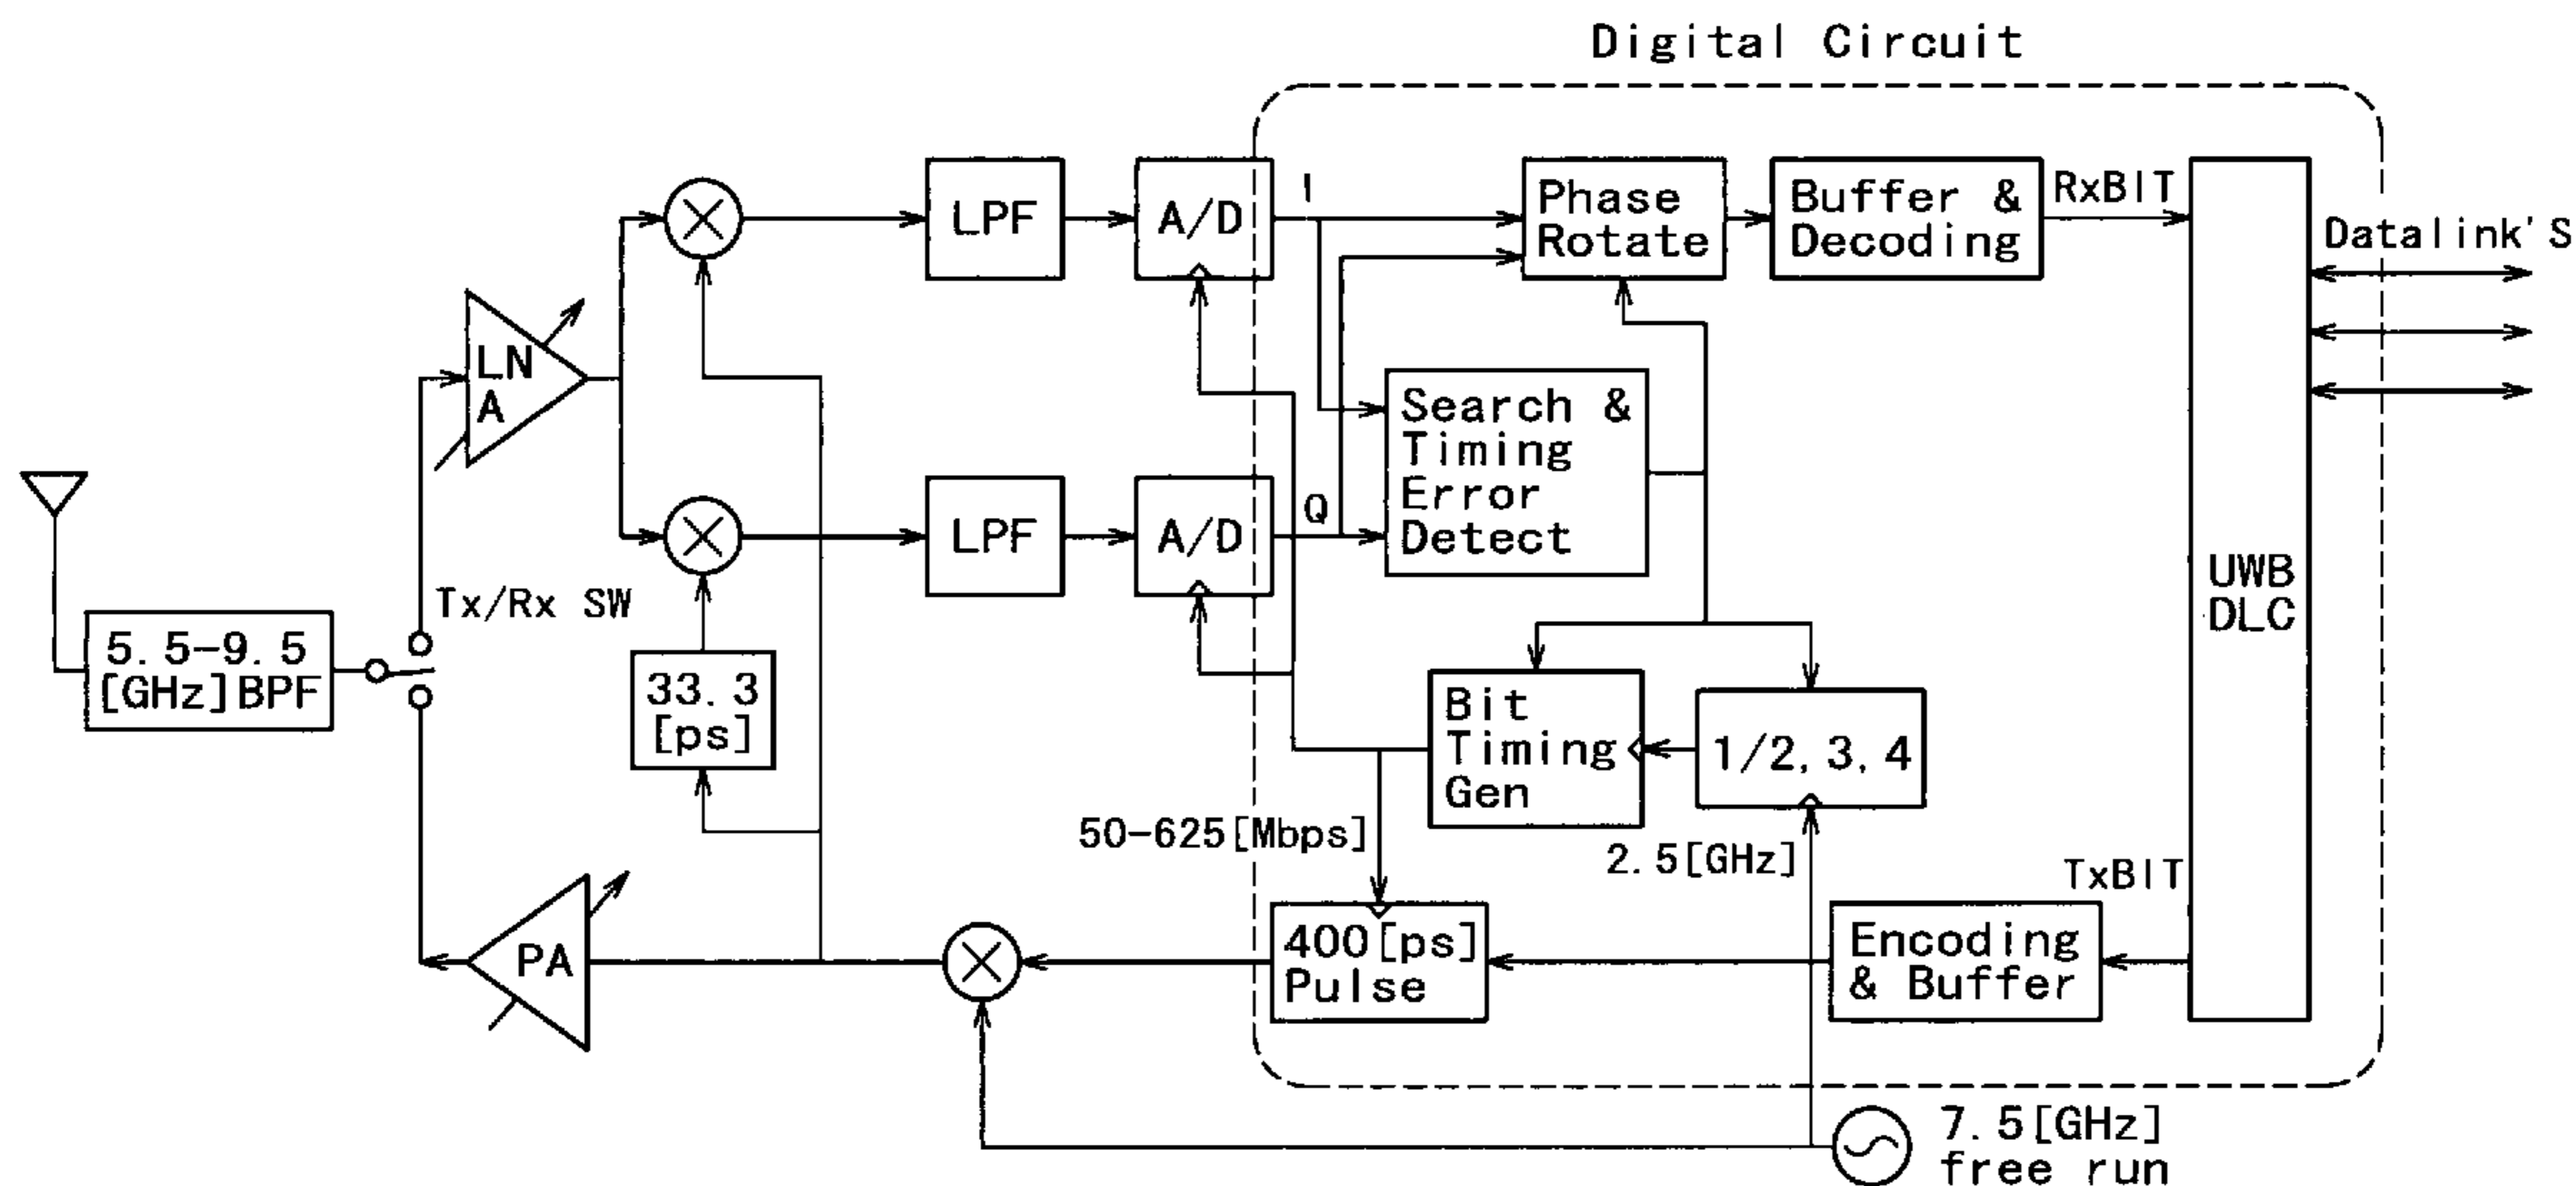 Digital Circuit
LPF
A/D
I
Phase
Rotate
Buffer &
Decoding
RxBIT
Datalink'S
LN
A
Search &
Timing
Error
Detect
LPF
A/D
Q
UWB
DLC
Tx/Rx SW
5.5-9.5
[GHz]BPF
33.3
[ps]
Bit
Timing
Gen
1/2,3,4
50-625[Mbps]
2.5[GHz]
TxBIT
PA
400[ps]
Pulse
Encoding
& Buffer
7.5[GHz]
free run